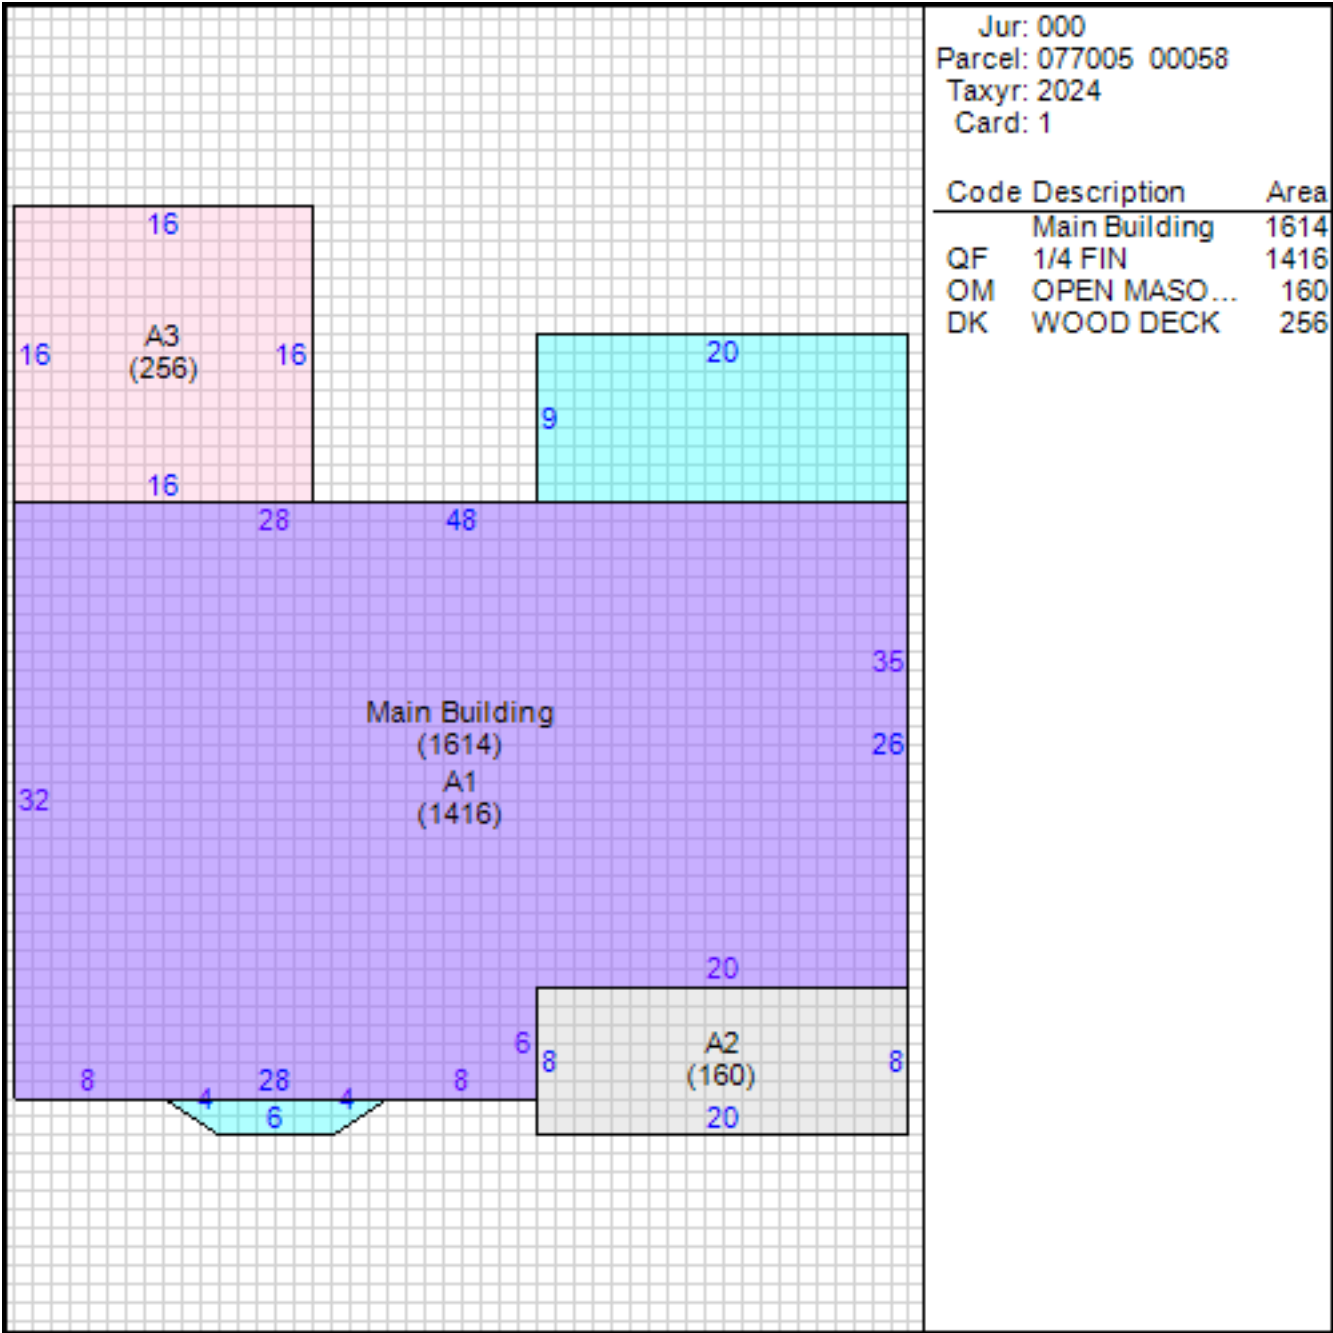 Jur: 000
Parcel: 077005 00058
Taxyr: 2024
Card: 1
Code Description Area
Main Building 1614
QF 1/4 FIN 1416
OM OPEN MASO... 160
DK WOOD DECK 256
16
A3
(256)
16 16
16
20
9
28 48
35
Main Building
(1614)
26
A1
(1416)
32
20
6
A2
(160)
8 8
20
8 28 8
4 4
6